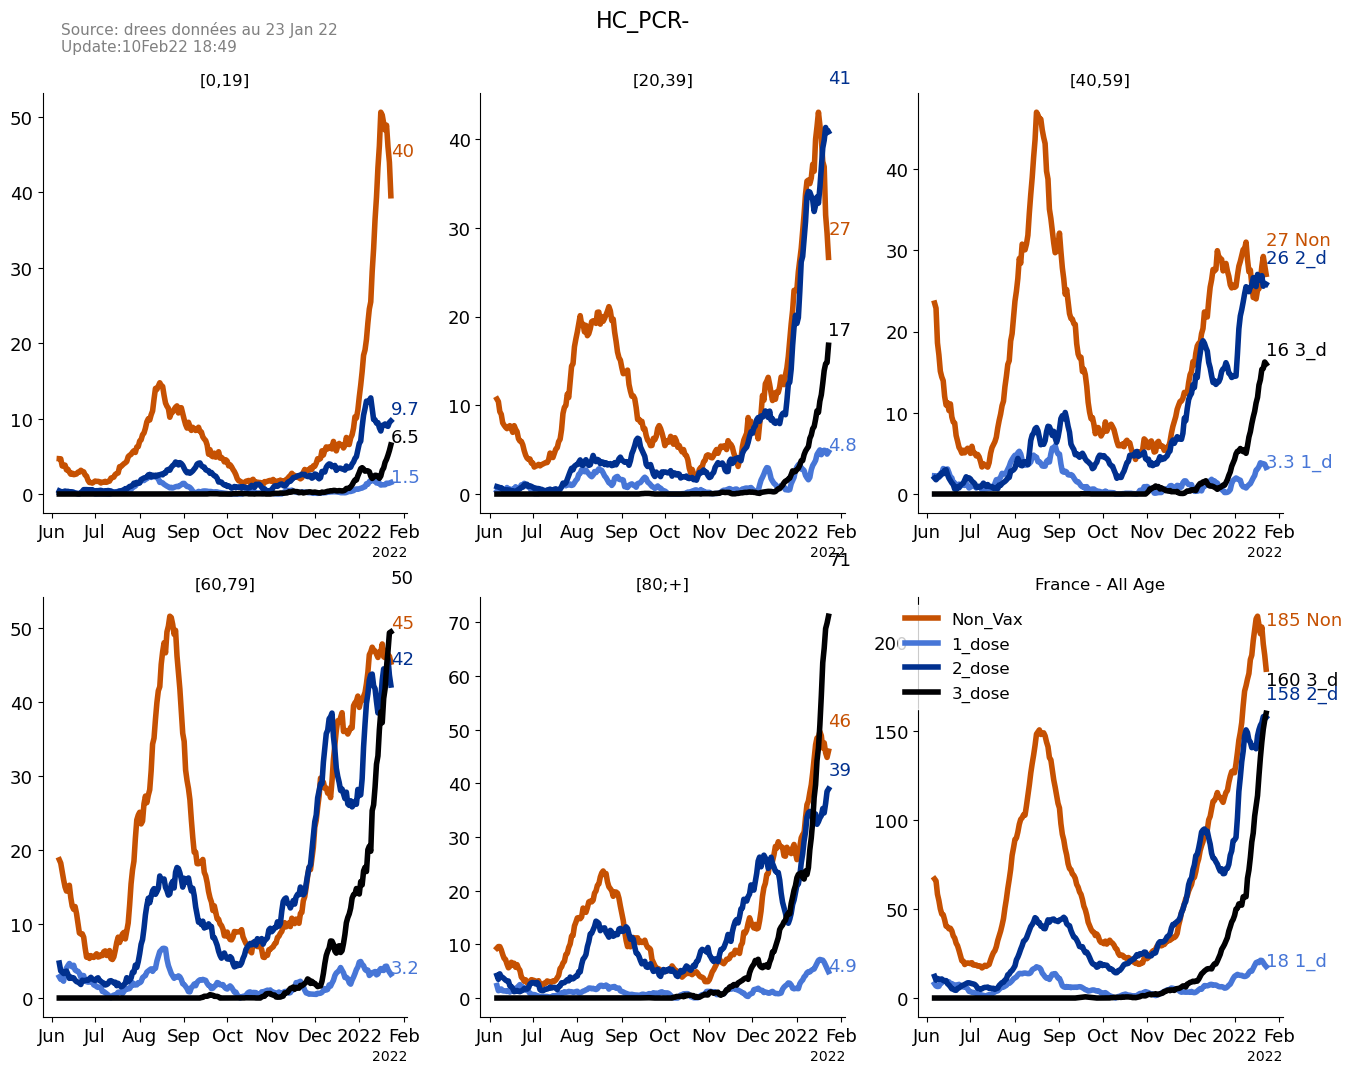 HC_PCR-
Source: drees données au 23 Jan 22
Update:10Feb22 18:49
[0,19]
50
40
30
20
10
0
40
9.7
6.5
1.5
Jun Jul Aug Sep Oct Nov Dec 2022 Feb
2022
[20,39]
40
30
20
10
0
41
27
17
4.8
Jun Jul Aug Sep Oct Nov Dec 2022 Feb
2022
[40,59]
40
30
20
10
0
27 Non
26 2_d
16 3_d
3.3 1_d
Jun Jul Aug Sep Oct Nov Dec 2022 Feb
2022
[60,79]
50
40
30
20
10
0
50
45
42
3.2
Jun Jul Aug Sep Oct Nov Dec 2022 Feb
2022
[80;+]
70
60
50
40
30
20
10
0
71
46
39
4.9
Jun Jul Aug Sep Oct Nov Dec 2022 Feb
2022
France - All Age
Non_Vax
1_dose
2_dose
3_dose
200
150
100
50
0
185 Non
160 3_d
158 2_d
18 1_d
Jun Jul Aug Sep Oct Nov Dec 2022 Feb
2022